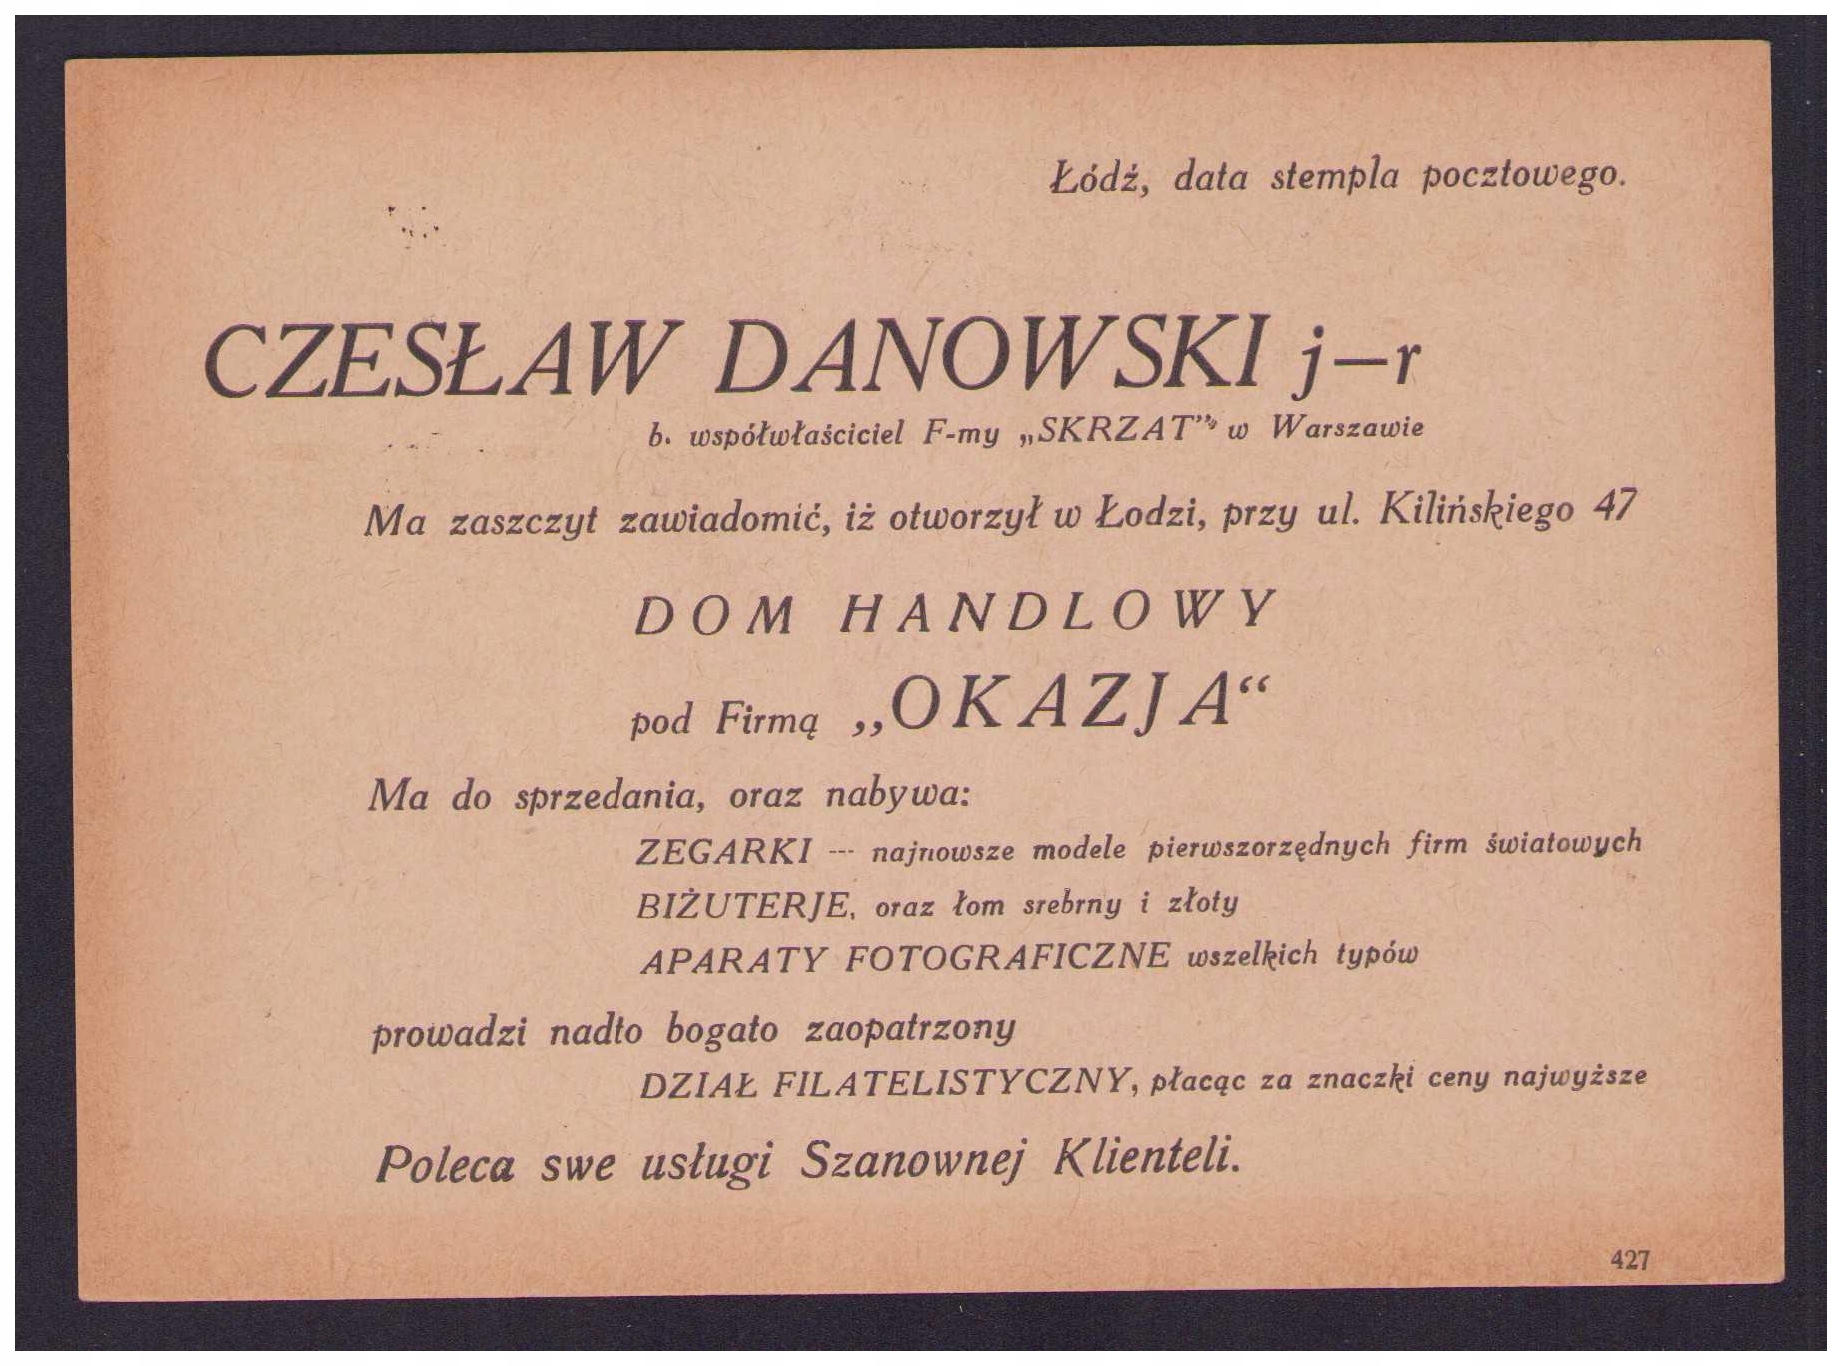 Łódź, data stempla pocztowego.
CZESŁAW DANOWSKI j—r
b. współwłaściciel F-my „SKRZAT”” w Warszawie
Ma zaszczyt zawiadomić, iż otworzył w Łodzi, przy ul. Kilińskiego 47
DOM HANDLOWY
pod Firmą „OKAZJA“
Ma do sprzedania, oraz nabywa:
ZEGARKI --- najnowsze modele pierwszorzędnych firm światowych
BIŻUTERJE, oraz łom srebrny i złoty
APARATY FOTOGRAFICZNE wszelkich typów
prowadzi nadto bogato zaopatrzony
DZIAŁ FILATELISTYCZNY, płacąc za znaczki ceny najwyższe
Poleca swe usługi Szanownej Klienteli.
427